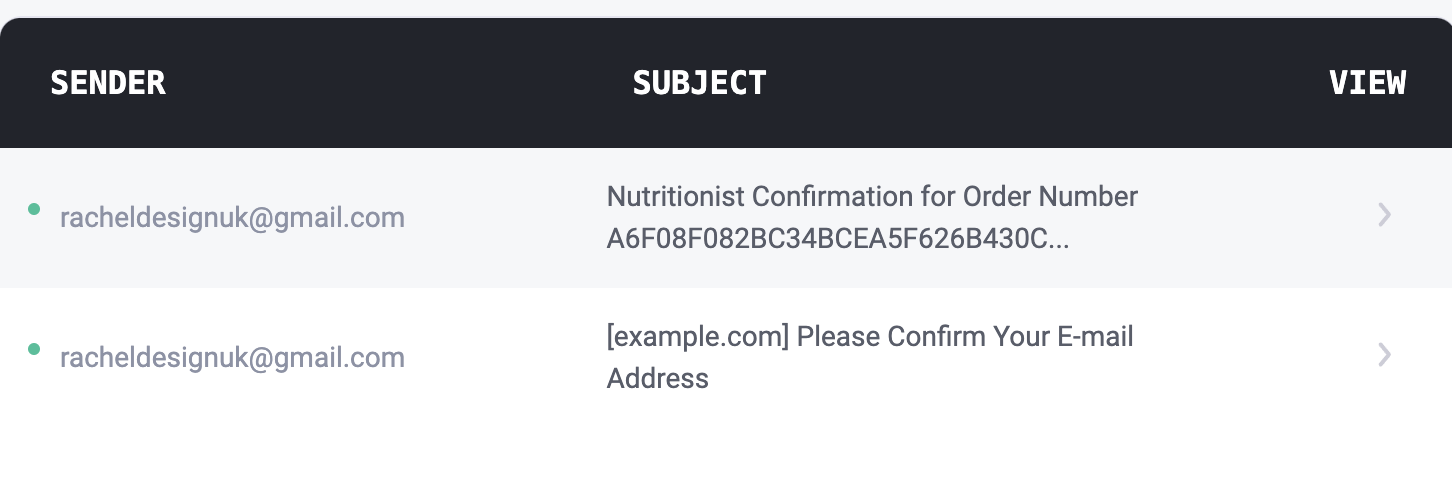 SENDER SUBJECT VIEW
racheldesignuk@gmail.com
Nutritionist Confirmation for Order Number
A6F08F082BC34BCEA5F626B430C...
racheldesignuk@gmail.com
[example.com] Please Confirm Your E-mail
Address